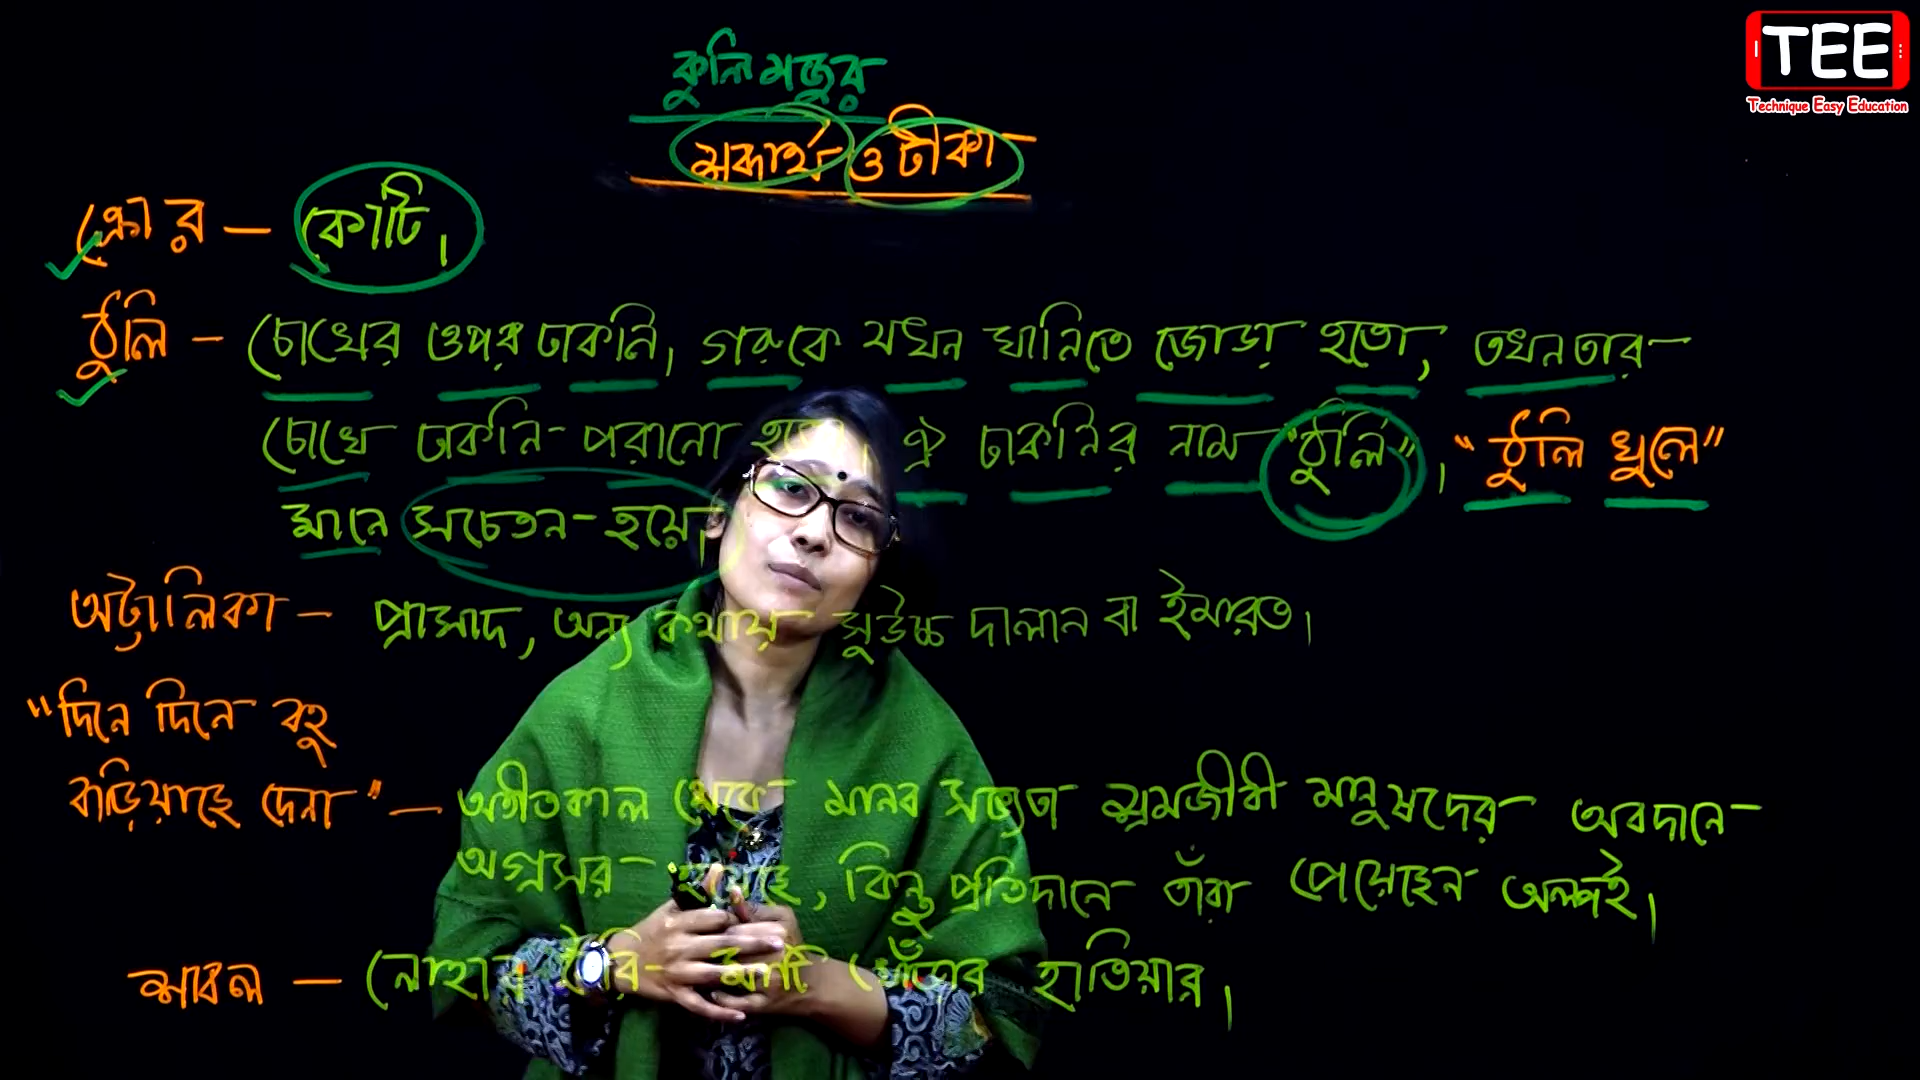 TEE
Technique Easy Education
কুলি মজুর
শব্দার্থ ও টীকা
ক্রোর – কোটি।
ঠুলি – চোখের ওপর ঢাকনি, গরুকে যখন ঘানিতে জোড়া হতো, তখন তার
চোখে ঢাকনি পরানো ঐ ঢাকনির নাম "ঠুলি"। "ঠুলি খুলে"
মানে সচেতন হয়ে।
অট্টালিকা – প্রাসাদ, অন্য কথায় সুউচ্চ দালান বা ইমারত।
"দিনে দিনে বহু
বাড়িয়াছে দেনা" – অতীতকাল থেকে মানব সভ্যতা শ্রমজীবী মানুষদের অবদানে
অগ্রসর হয়েছে, কিন্তু প্রতিদানে তাঁরা পেয়েছেন অল্পই।
শাবল – লোহার তৈরি মাটি খোঁড়ার হাতিয়ার।